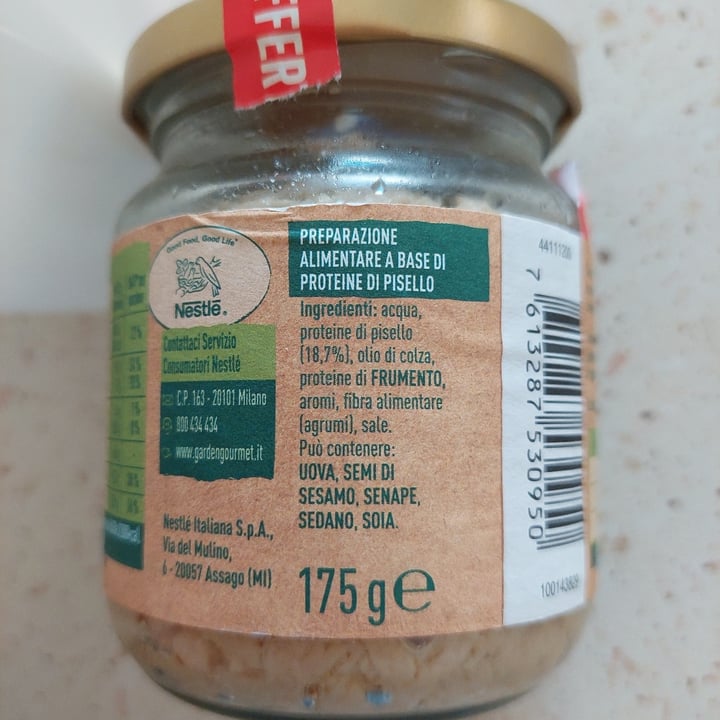 FFER
Good Food, Good Life
Nestlé®
Contattaci Servizio
Consumatori Nestlé
C.P. 163 - 20101 Milano
800 434 434
www.gardengourmet.it
Nestlé Italiana S.p.A.,
Via del Mulino,
6 - 20057 Assago (MI)
PREPARAZIONE
ALIMENTARE A BASE DI
PROTEINE DI PISELLO
Ingredienti: acqua,
proteine di pisello
(18,7%), olio di colza,
proteine di FRUMENTO,
aromi, fibra alimentare
(agrumi), sale.
Può contenere:
UOVA, SEMI DI
SESAMO, SENAPE,
SEDANO, SOIA.
175 g e
44111200
7 613287 530950